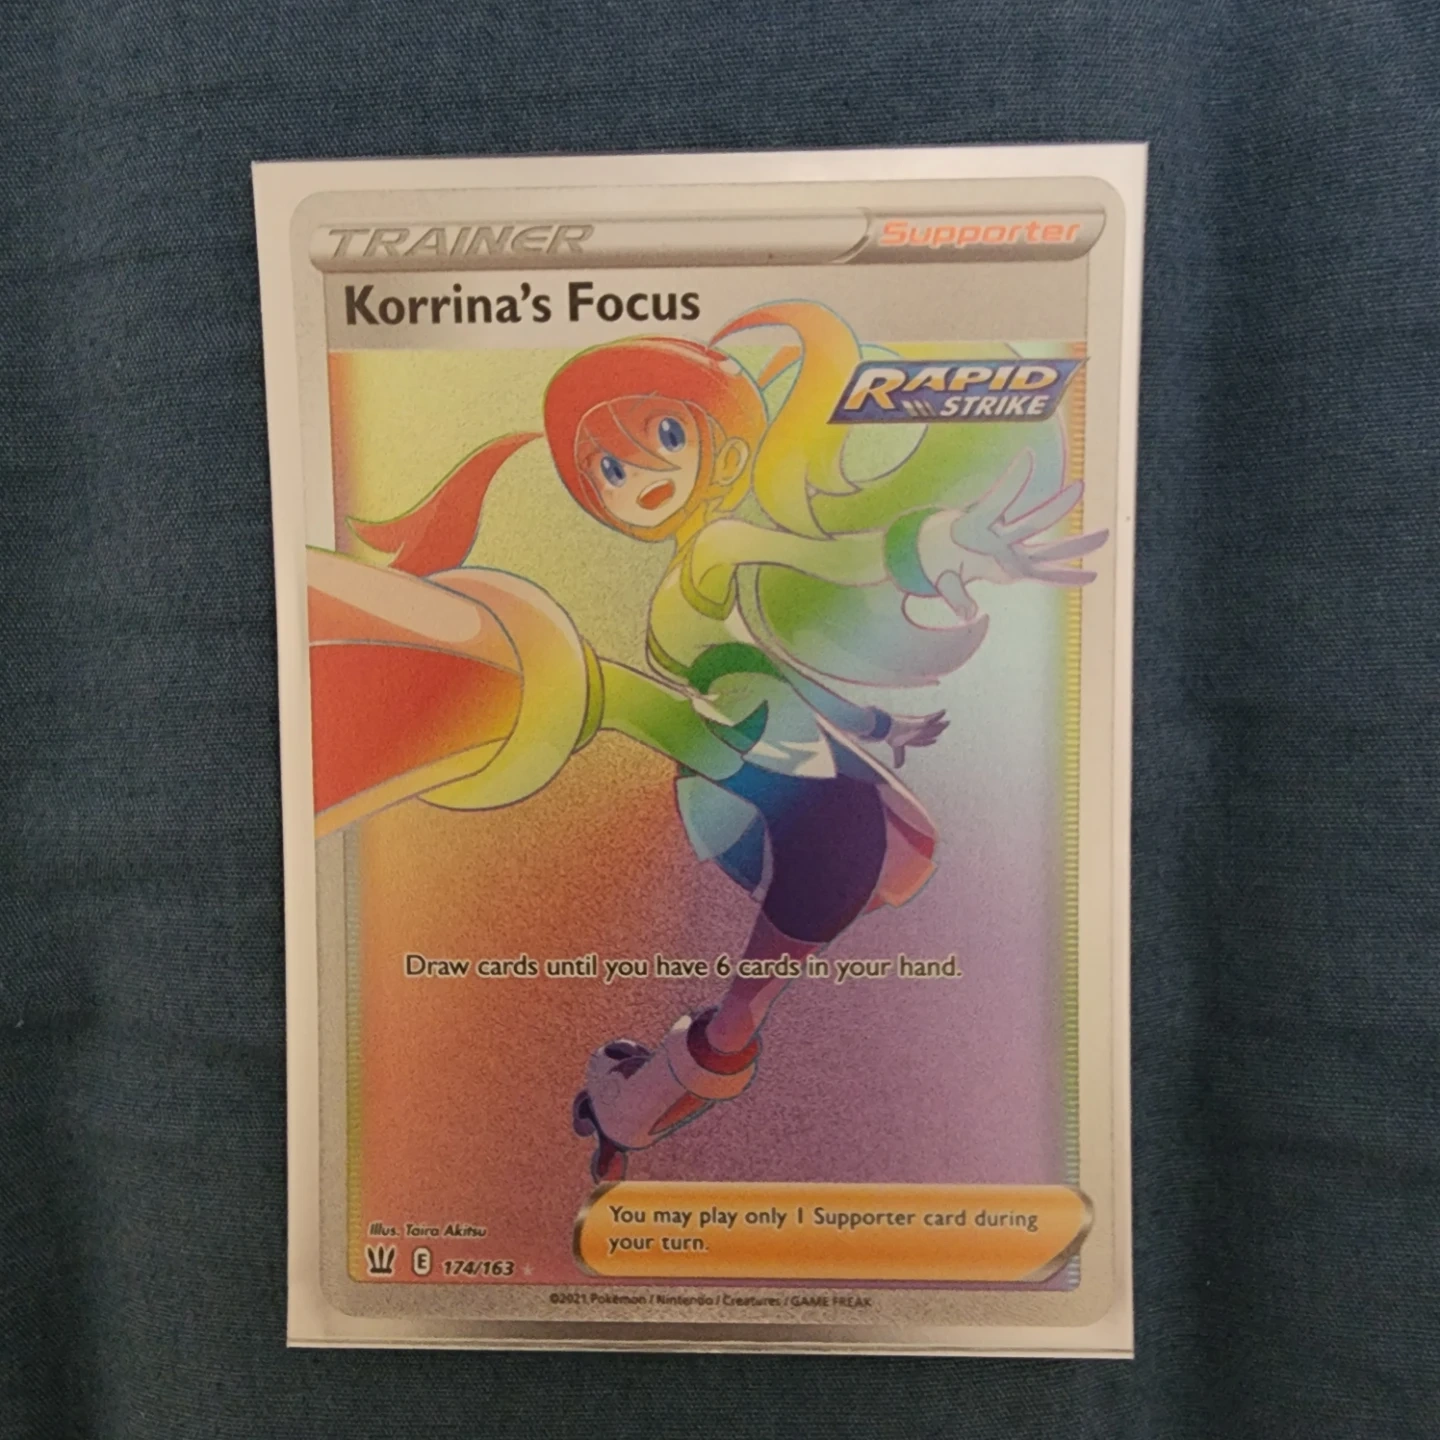 TRAINER Supporter
Korrina's Focus
RAPID
STRIKE
Draw cards until you have 6 cards in your hand.
You may play only 1 Supporter card during
your turn.
Illus. Taira Akitsu
E 174/163
©2021 Pokémon / Nintendo / Creatures / GAME FREAK